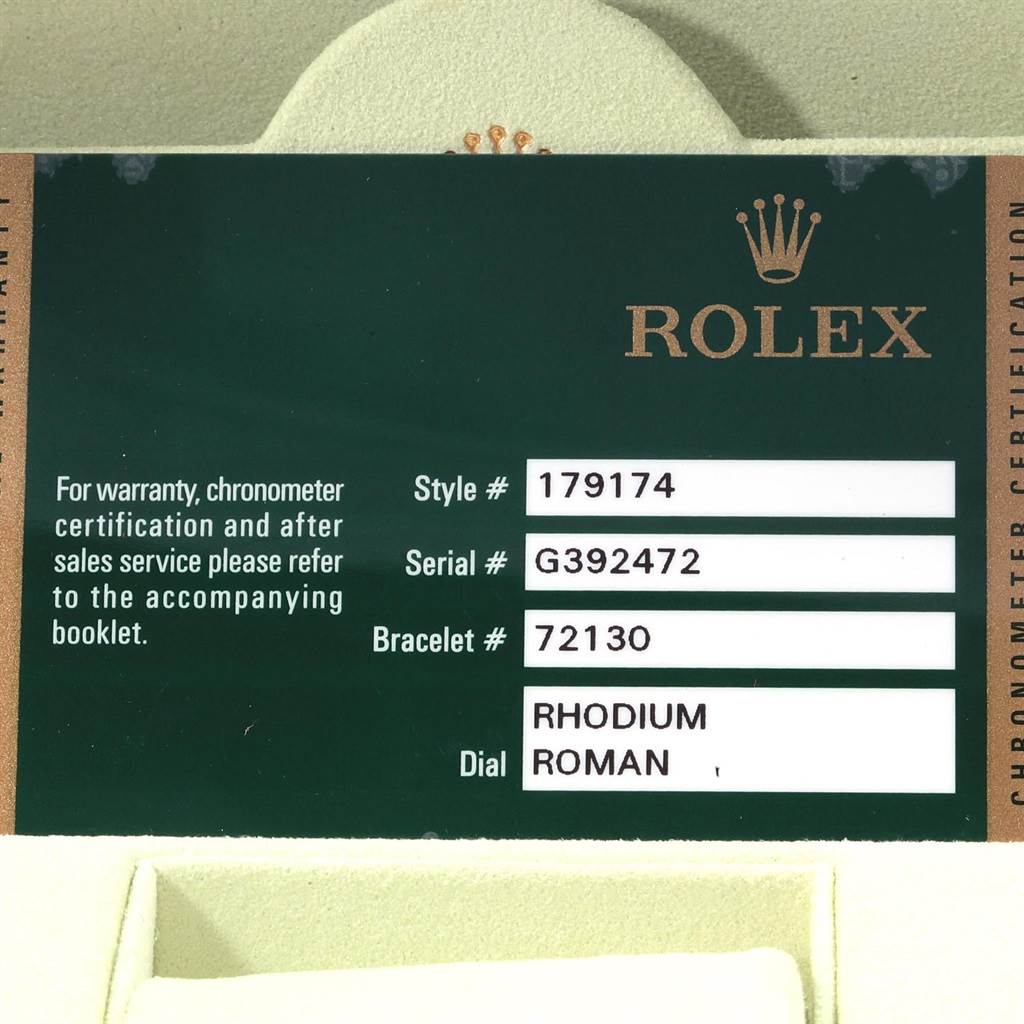 ROLEX
For warranty, chronometer
certification and after
sales service please refer
to the accompanying
booklet.
Style # 179174
Serial # G392472
Bracelet # 72130
RHODIUM
Dial ROMAN
CHRONOMETER CERTIFICATION